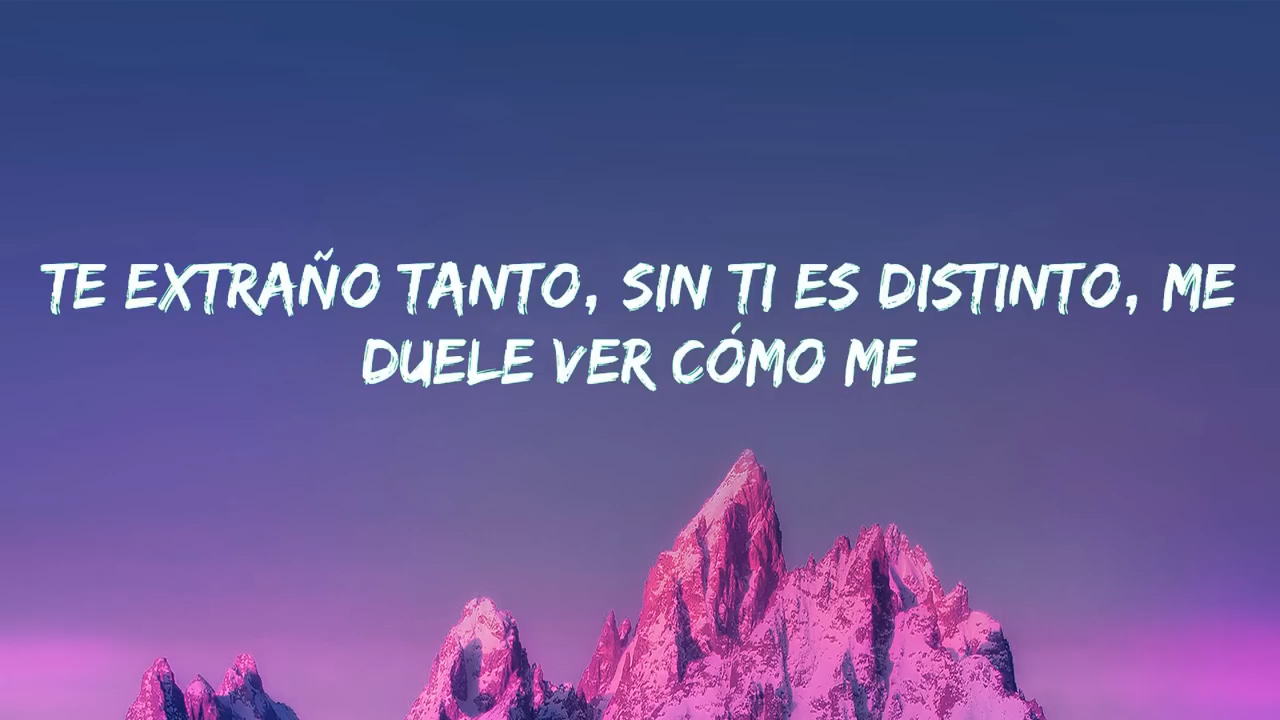 TE EXTRAÑO TANTO, SIN TI ES DISTINTO, ME
DUELE VER CÓMO ME